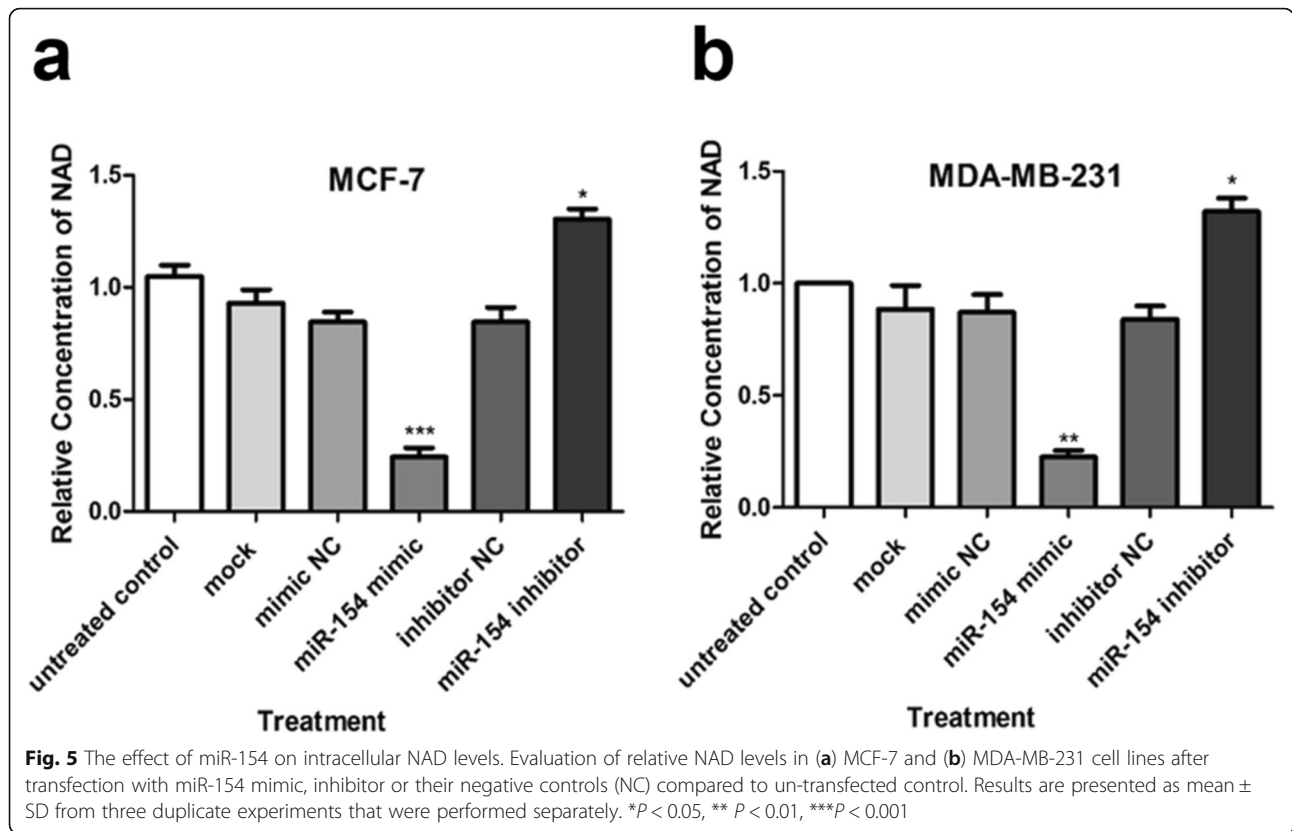 a
MCF-7
Relative Concentration of NAD
1.5
1.0
0.5
0.0
***
*
untreated control
mock
mimic NC
miR-154 mimic
inhibitor NC
miR-154 inhibitor
Treatment
b
MDA-MB-231
Relative Concentration of NAD
1.5
1.0
0.5
0.0
**
*
untreated control
mock
mimic NC
miR-154 mimic
inhibitor NC
miR-154 inhibitor
Treatment
Fig. 5 The effect of miR-154 on intracellular NAD levels. Evaluation of relative NAD levels in (a) MCF-7 and (b) MDA-MB-231 cell lines after
transfection with miR-154 mimic, inhibitor or their negative controls (NC) compared to un-transfected control. Results are presented as mean ±
SD from three duplicate experiments that were performed separately. *P < 0.05, ** P < 0.01, ***P < 0.001